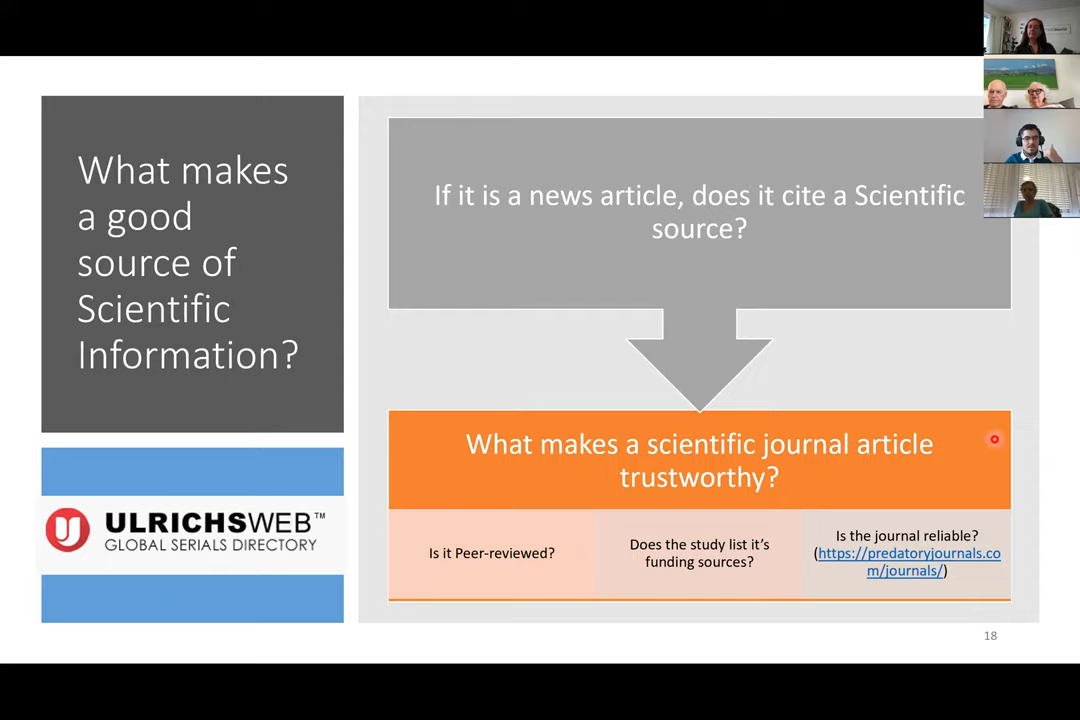 What makes
a good
source of
Scientific
Information?
ULRICHSWEB™
GLOBAL SERIALS DIRECTORY
If it is a news article, does it cite a Scientific
source?
What makes a scientific journal article
trustworthy?
Is it Peer-reviewed?
Does the study list it's
funding sources?
Is the journal reliable?
(https://predatoryjournals.co
m/journals/)
18